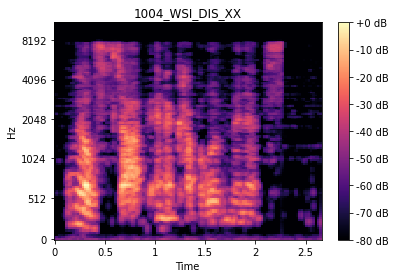 1004_WSI_DIS_XX
+0 dB
8192
-10 dB
4096
-20 dB
-30 dB
2048
Hz
-40 dB
1024
-50 dB
512
-60 dB
-70 dB
0
-80 dB
0 0.5 1 1.5 2 2.5
Time